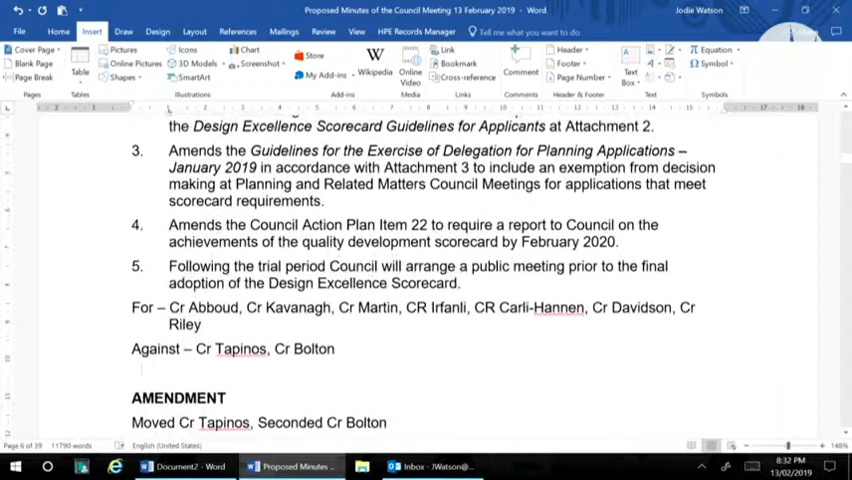 Proposed Minutes of the Council Meeting 13 February 2019 - Word
Jodie Watson
File Home Insert Draw Design Layout References Mailings Review View HPE Records Manager Tell me what you want to do
Cover Page
Blank Page
Page Break
Pages
Table
Tables
Pictures
Online Pictures
Shapes
Icons
3D Models
SmartArt
Chart
Screenshot
Illustrations
Store
My Add-ins
Wikipedia
Add-ins
Online Video
Media
Link
Bookmark
Cross-reference
Links
Comment
Comments
Header
Footer
Page Number
Header & Footer
Text Box
Text
Equation
Symbol
Symbols
the Design Excellence Scorecard Guidelines for Applicants at Attachment 2.
3. Amends the Guidelines for the Exercise of Delegation for Planning Applications –
January 2019 in accordance with Attachment 3 to include an exemption from decision
making at Planning and Related Matters Council Meetings for applications that meet
scorecard requirements.
4. Amends the Council Action Plan Item 22 to require a report to Council on the
achievements of the quality development scorecard by February 2020.
5. Following the trial period Council will arrange a public meeting prior to the final
adoption of the Design Excellence Scorecard.
For – Cr Abboud, Cr Kavanagh, Cr Martin, CR Irfanli, CR Carli-Hannen, Cr Davidson, Cr
Riley
Against – Cr Tapinos, Cr Bolton
AMENDMENT
Moved Cr Tapinos, Seconded Cr Bolton
Page 6 of 39 11790 words English (United States) 146%
Document2 - Word Proposed Minutes ... Inbox - JWatson@... 8:32 PM
13/02/2019